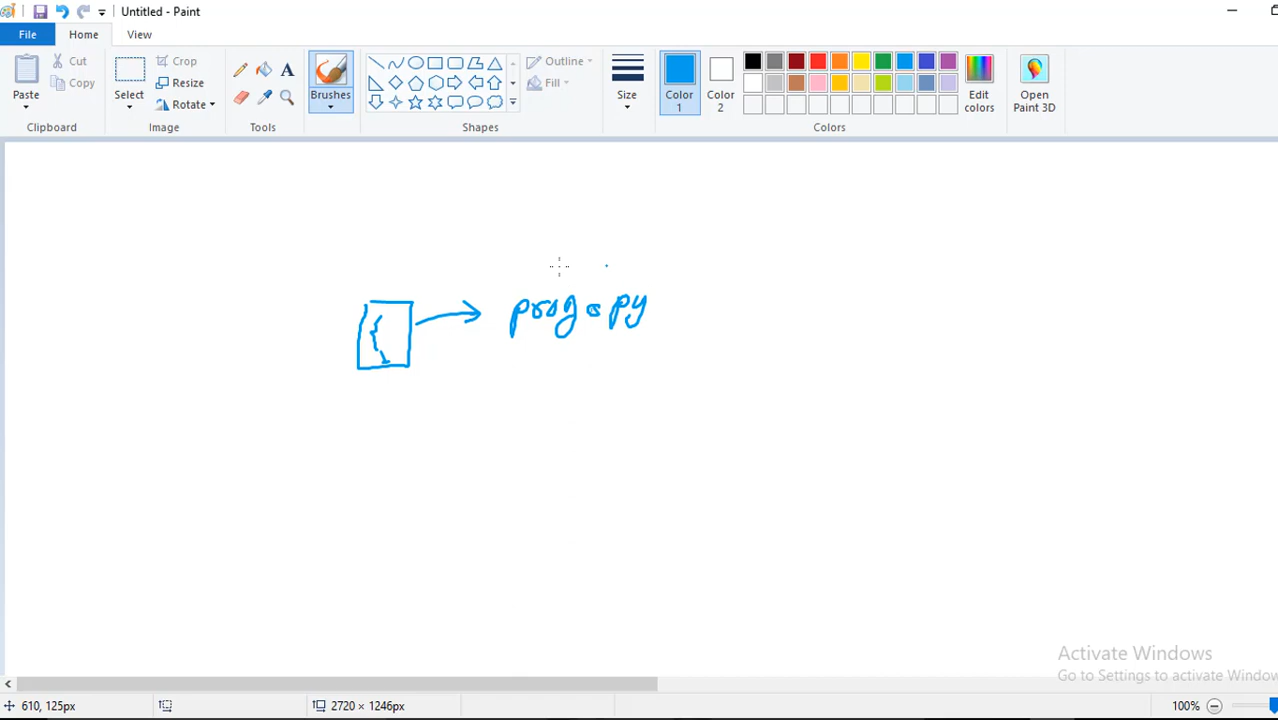 Untitled - Paint
File Home View
Paste
Cut
Copy
Clipboard
Select
Crop
Resize
Rotate
Image
Tools
Brushes
Shapes
Outline
Fill
Size
Color 1
Color 2
Edit colors
Colors
Open Paint 3D
prog . py
Activate Windows
Go to Settings to activate Window
610, 125px
2720 × 1246px
100%